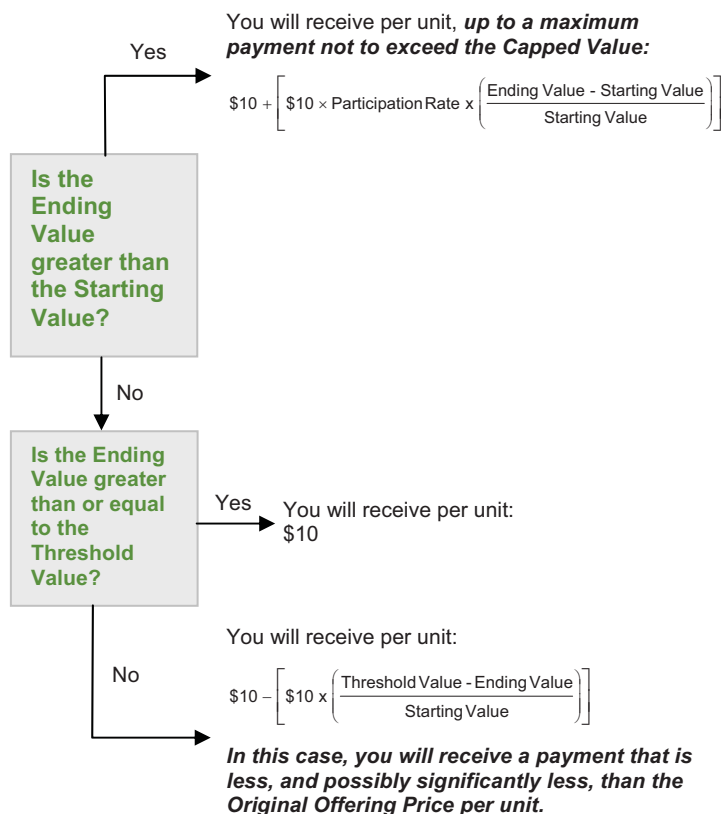 You will receive per unit, up to a maximum
payment not to exceed the Capped Value:
Yes
$10 + [ $10 × Participation Rate x ( Ending Value - Starting Value / Starting Value ) ]
Is the
Ending
Value
greater than
the Starting
Value?
No
Is the Ending
Value greater
than or equal
to the
Threshold
Value?
Yes
You will receive per unit:
$10
No
You will receive per unit:
$10 – [ $10 x ( Threshold Value - Ending Value / Starting Value ) ]
In this case, you will receive a payment that is
less, and possibly significantly less, than the
Original Offering Price per unit.